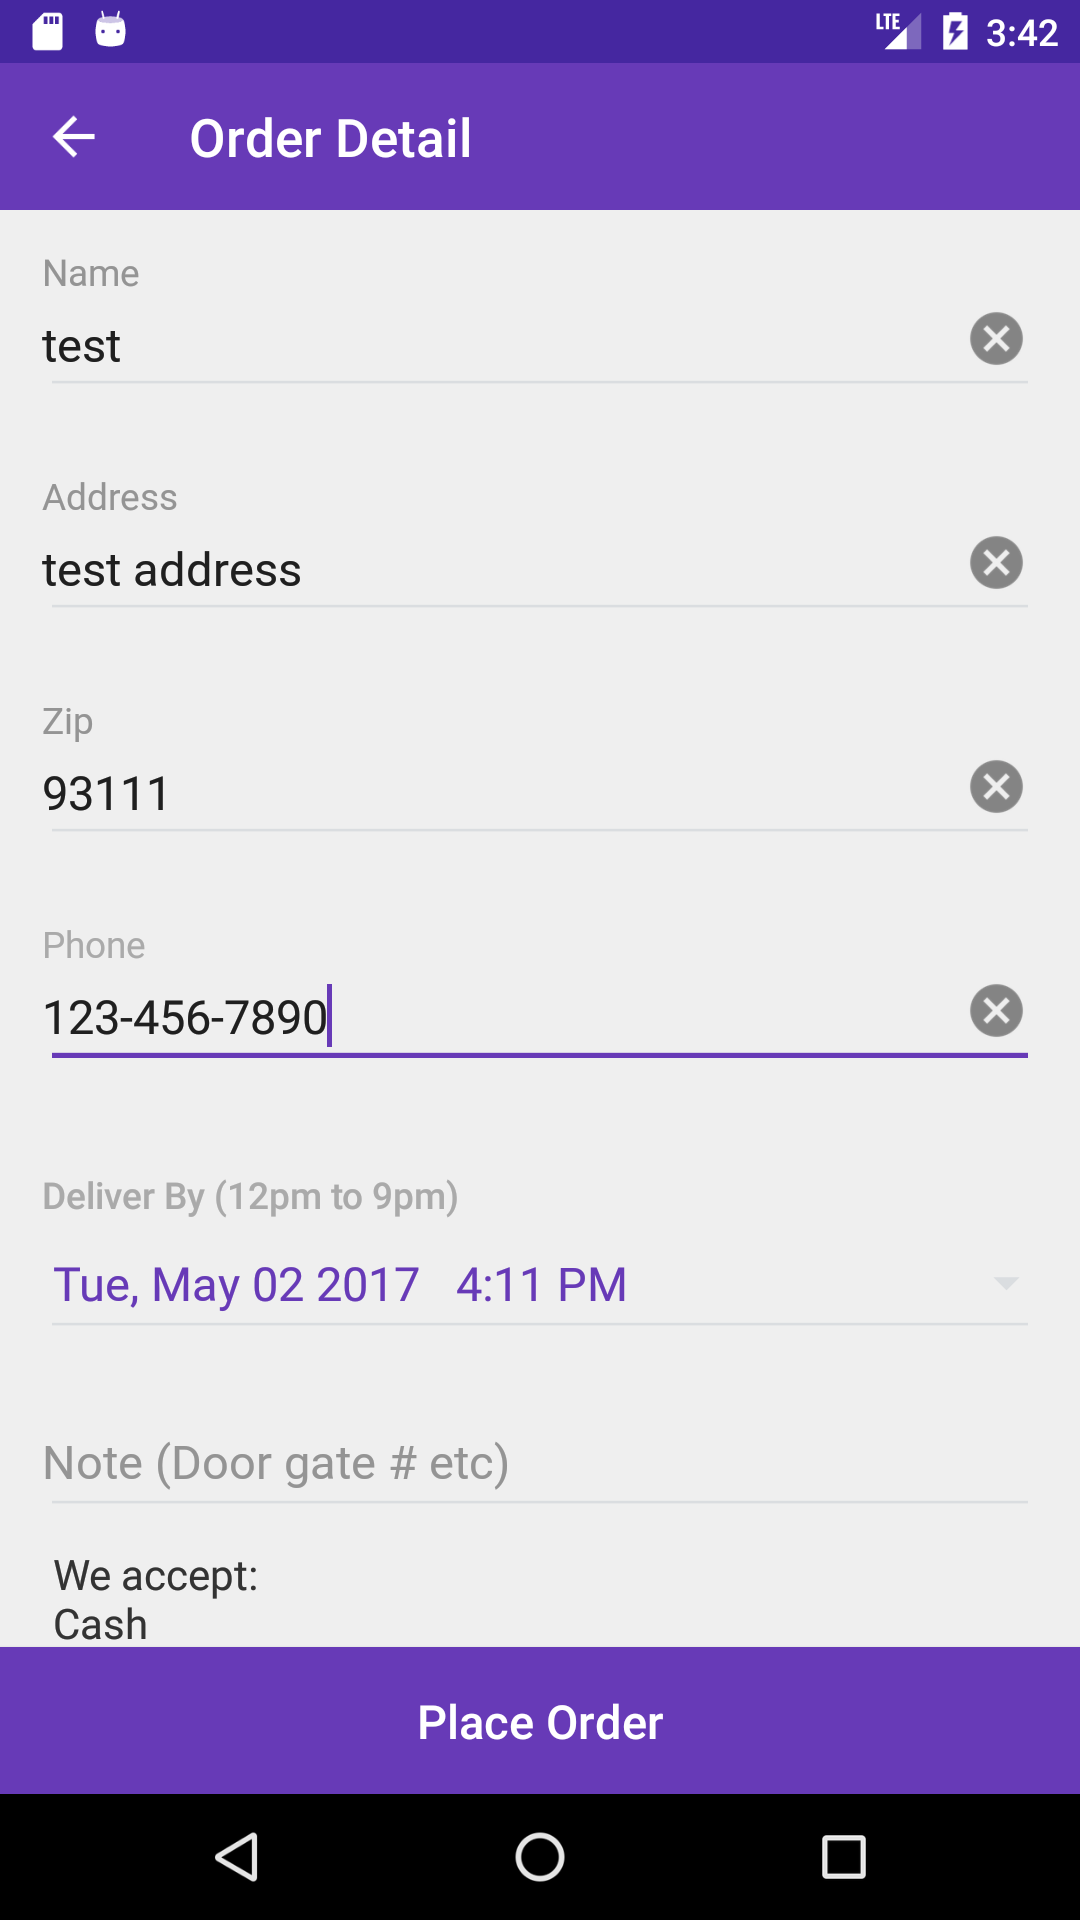 LTE 3:42
Order Detail
Name
test
Address
test address
Zip
93111
Phone
123-456-7890
Deliver By (12pm to 9pm)
Tue, May 02 2017 4:11 PM
Note (Door gate # etc)
We accept:
Cash
Place Order